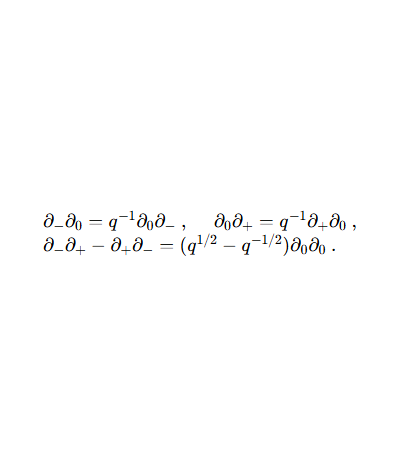 ∂₋∂₀ = q⁻¹∂₀∂₋ , ∂₀∂₊ = q⁻¹∂₊∂₀ ,
∂₋∂₊ − ∂₊∂₋ = (q^{1/2} − q^{−1/2})∂₀∂₀ .